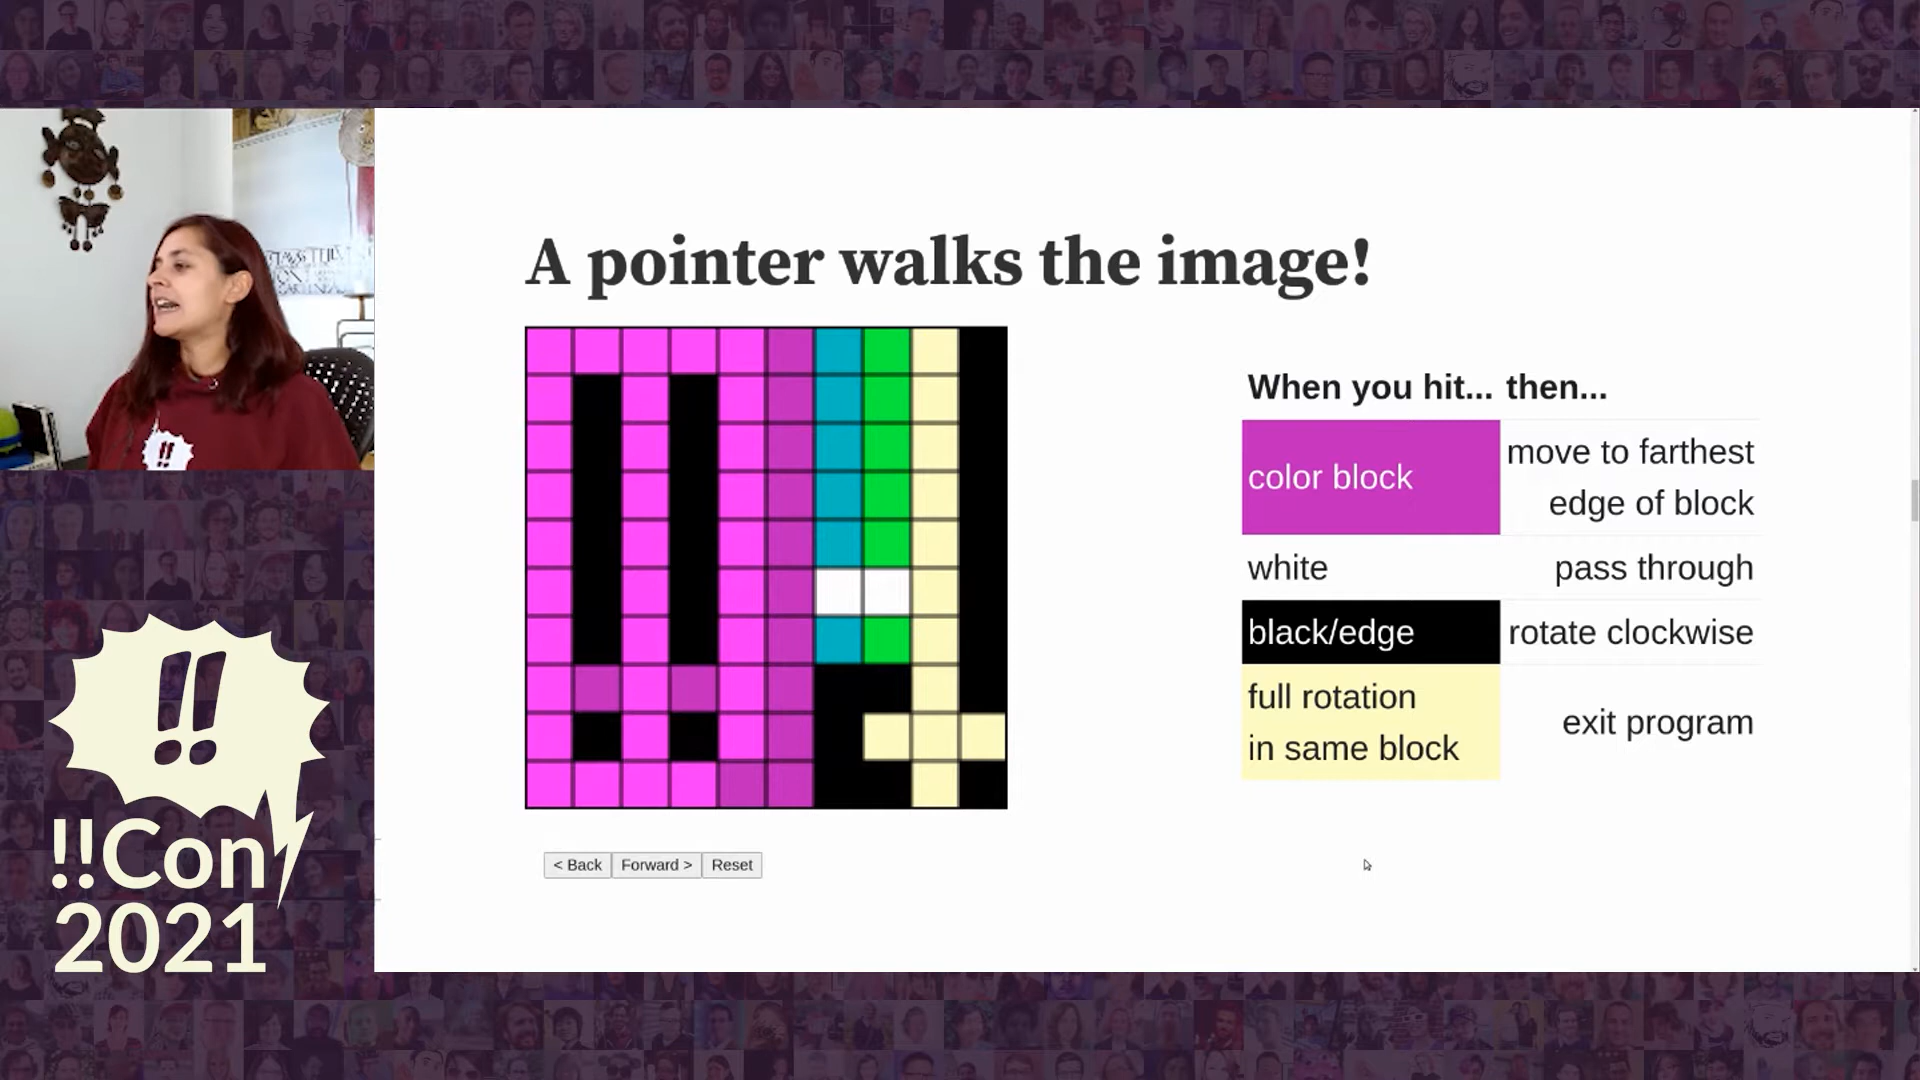 A pointer walks the image!
When you hit... then...
color block
move to farthest
edge of block
white
pass through
black/edge
rotate clockwise
full rotation
in same block
exit program
< Back
Forward >
Reset
!!
!!
!!Con
2021